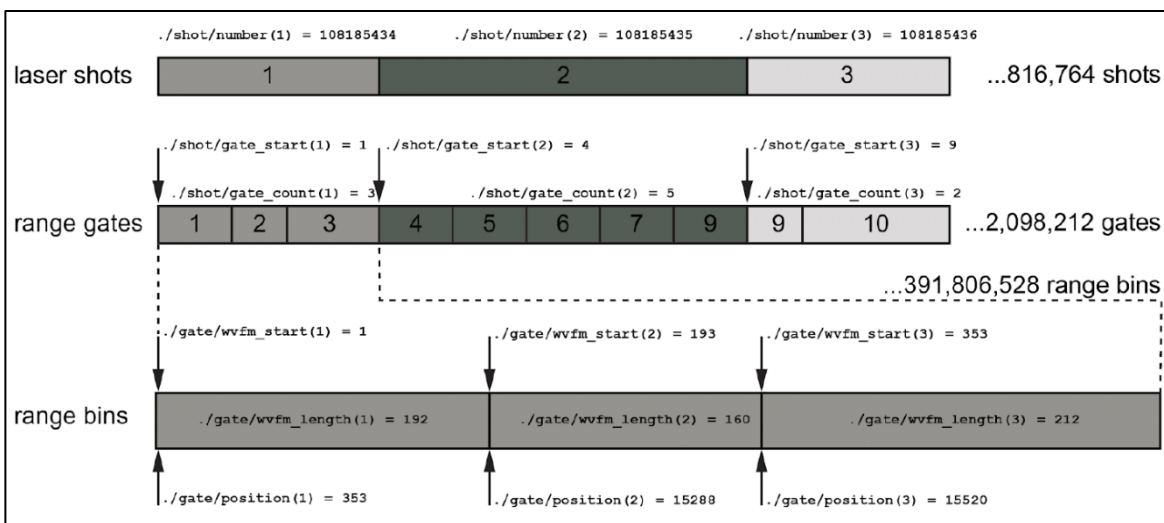 ./shot/number(1) = 108185434 ./shot/number(2) = 108185435 ./shot/number(3) = 108185436
laser shots 1 2 3 ...816,764 shots
./shot/gate_start(1) = 1 ./shot/gate_start(2) = 4 ./shot/gate_start(3) = 9
./shot/gate_count(1) = 3 ./shot/gate_count(2) = 5 ./shot/gate_count(3) = 2
range gates 1 2 3 4 5 6 7 9 9 10 ...2,098,212 gates
...391,806,528 range bins
./gate/wvfm_start(1) = 1 ./gate/wvfm_start(2) = 193 ./gate/wvfm_start(3) = 353
range bins ./gate/wvfm_length(1) = 192 ./gate/wvfm_length(2) = 160 ./gate/wvfm_length(3) = 212
./gate/position(1) = 353 ./gate/position(2) = 15288 ./gate/position(3) = 15520